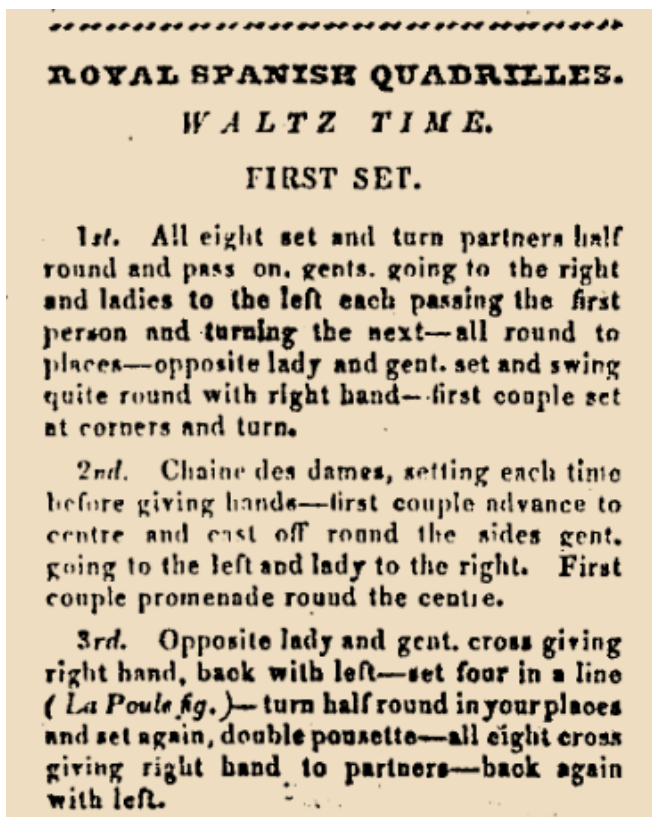 ROYAL SPANISH QUADRILLES.
WALTZ TIME.
FIRST SET.
1st. All eight set and turn partners half
round and pass on. gents. going to the right
and ladies to the left each passing the first
person and turning the next—all round to
places—opposite lady and gent. set and swing
quite round with right hand—first couple set
at corners and turn.
2nd. Chaine des dames, setting each time
before giving hands—first couple advance to
centre and cast off round the sides gent.
going to the left and lady to the right. First
couple promenade round the centre.
3rd. Opposite lady and gent. cross giving
right hand, back with left—set four in a line
(La Poule fig.)—turn half round in your places
and set again, double pousette—all eight cross
giving right hand to partners—back again
with left.